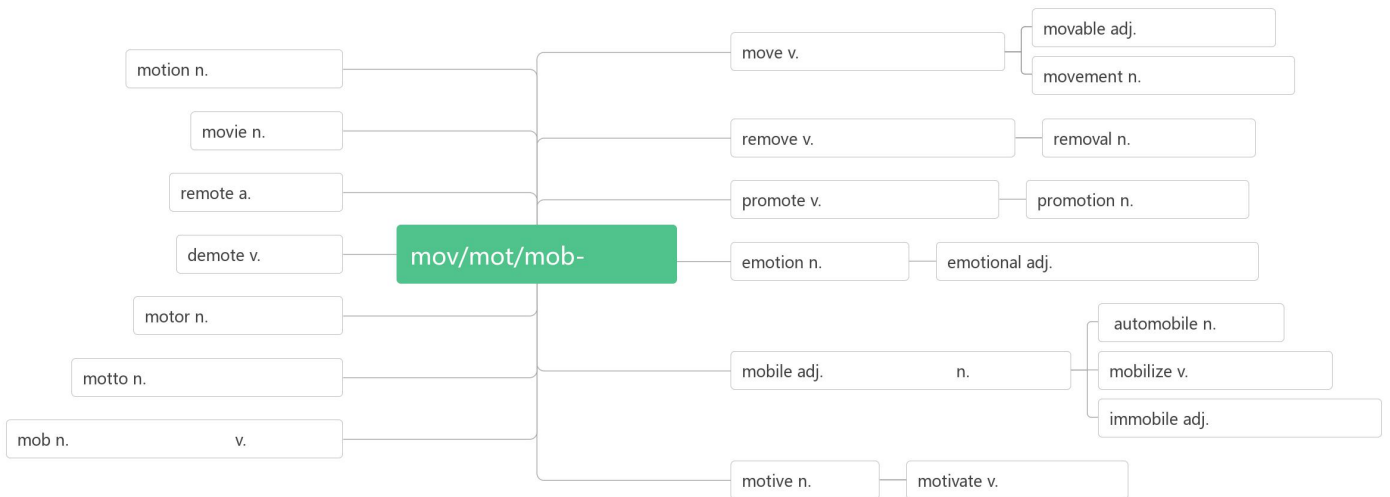 motion n.
movie n.
remote a.
demote v.
motor n.
motto n.
mob n. v.
mov/mot/mob-
move v.
movable adj.
movement n.
remove v.
removal n.
promote v.
promotion n.
emotion n.
emotional adj.
mobile adj. n.
automobile n.
mobilize v.
immobile adj.
motive n.
motivate v.